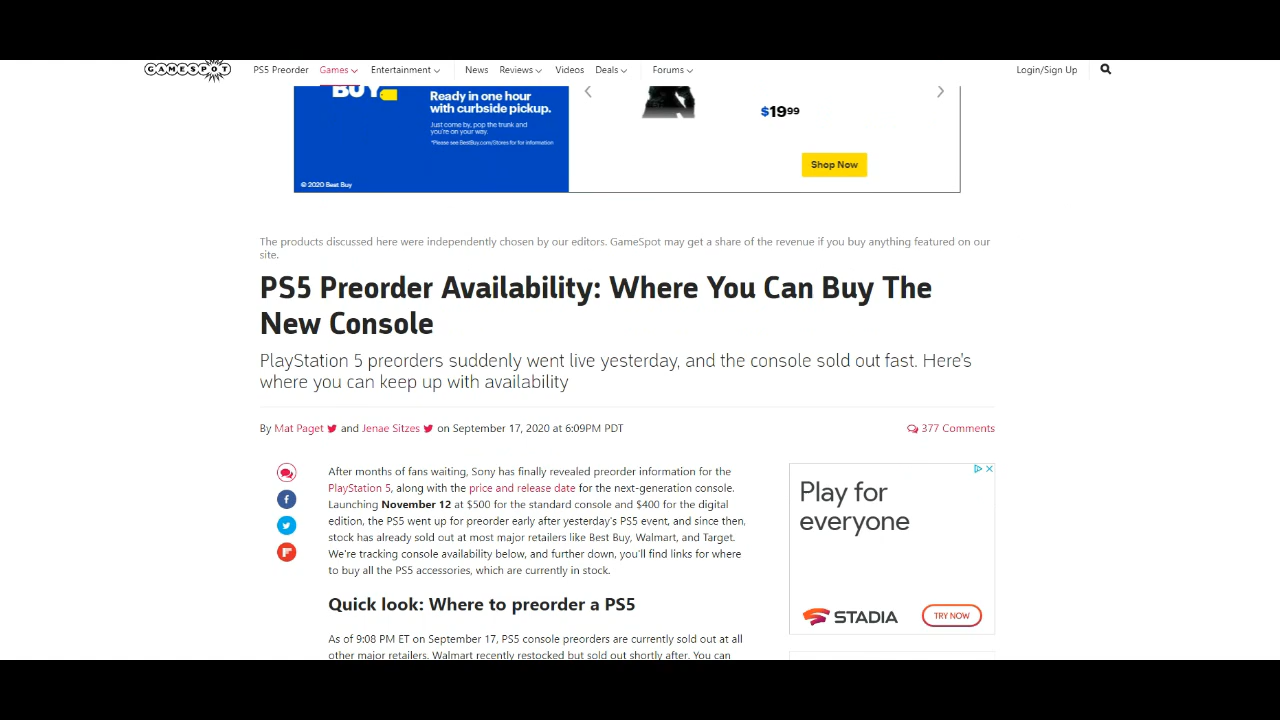 GAMESPOT
PS5 Preorder Games Entertainment News Reviews Videos Deals Forums Login/Sign Up
BUY
Ready in one hour
with curbside pickup.
Just come by, pop the trunk and
you're on your way.
*Please see BestBuy.com/Stores for for information
© 2020 Best Buy
$1999
Shop Now
The products discussed here were independently chosen by our editors. GameSpot may get a share of the revenue if you buy anything featured on our
site.
PS5 Preorder Availability: Where You Can Buy The
New Console
PlayStation 5 preorders suddenly went live yesterday, and the console sold out fast. Here's
where you can keep up with availability
By Mat Paget and Jenae Sitzes on September 17, 2020 at 6:09PM PDT
377 Comments
After months of fans waiting, Sony has finally revealed preorder information for the
PlayStation 5, along with the price and release date for the next-generation console.
Launching November 12 at $500 for the standard console and $400 for the digital
edition, the PS5 went up for preorder early after yesterday's PS5 event, and since then,
stock has already sold out at most major retailers like Best Buy, Walmart, and Target.
We're tracking console availability below, and further down, you'll find links for where
to buy all the PS5 accessories, which are currently in stock.
Quick look: Where to preorder a PS5
As of 9:08 PM ET on September 17, PS5 console preorders are currently sold out at all
other major retailers. Walmart recently restocked but sold out shortly after. You can
Play for
everyone
STADIA
TRY NOW